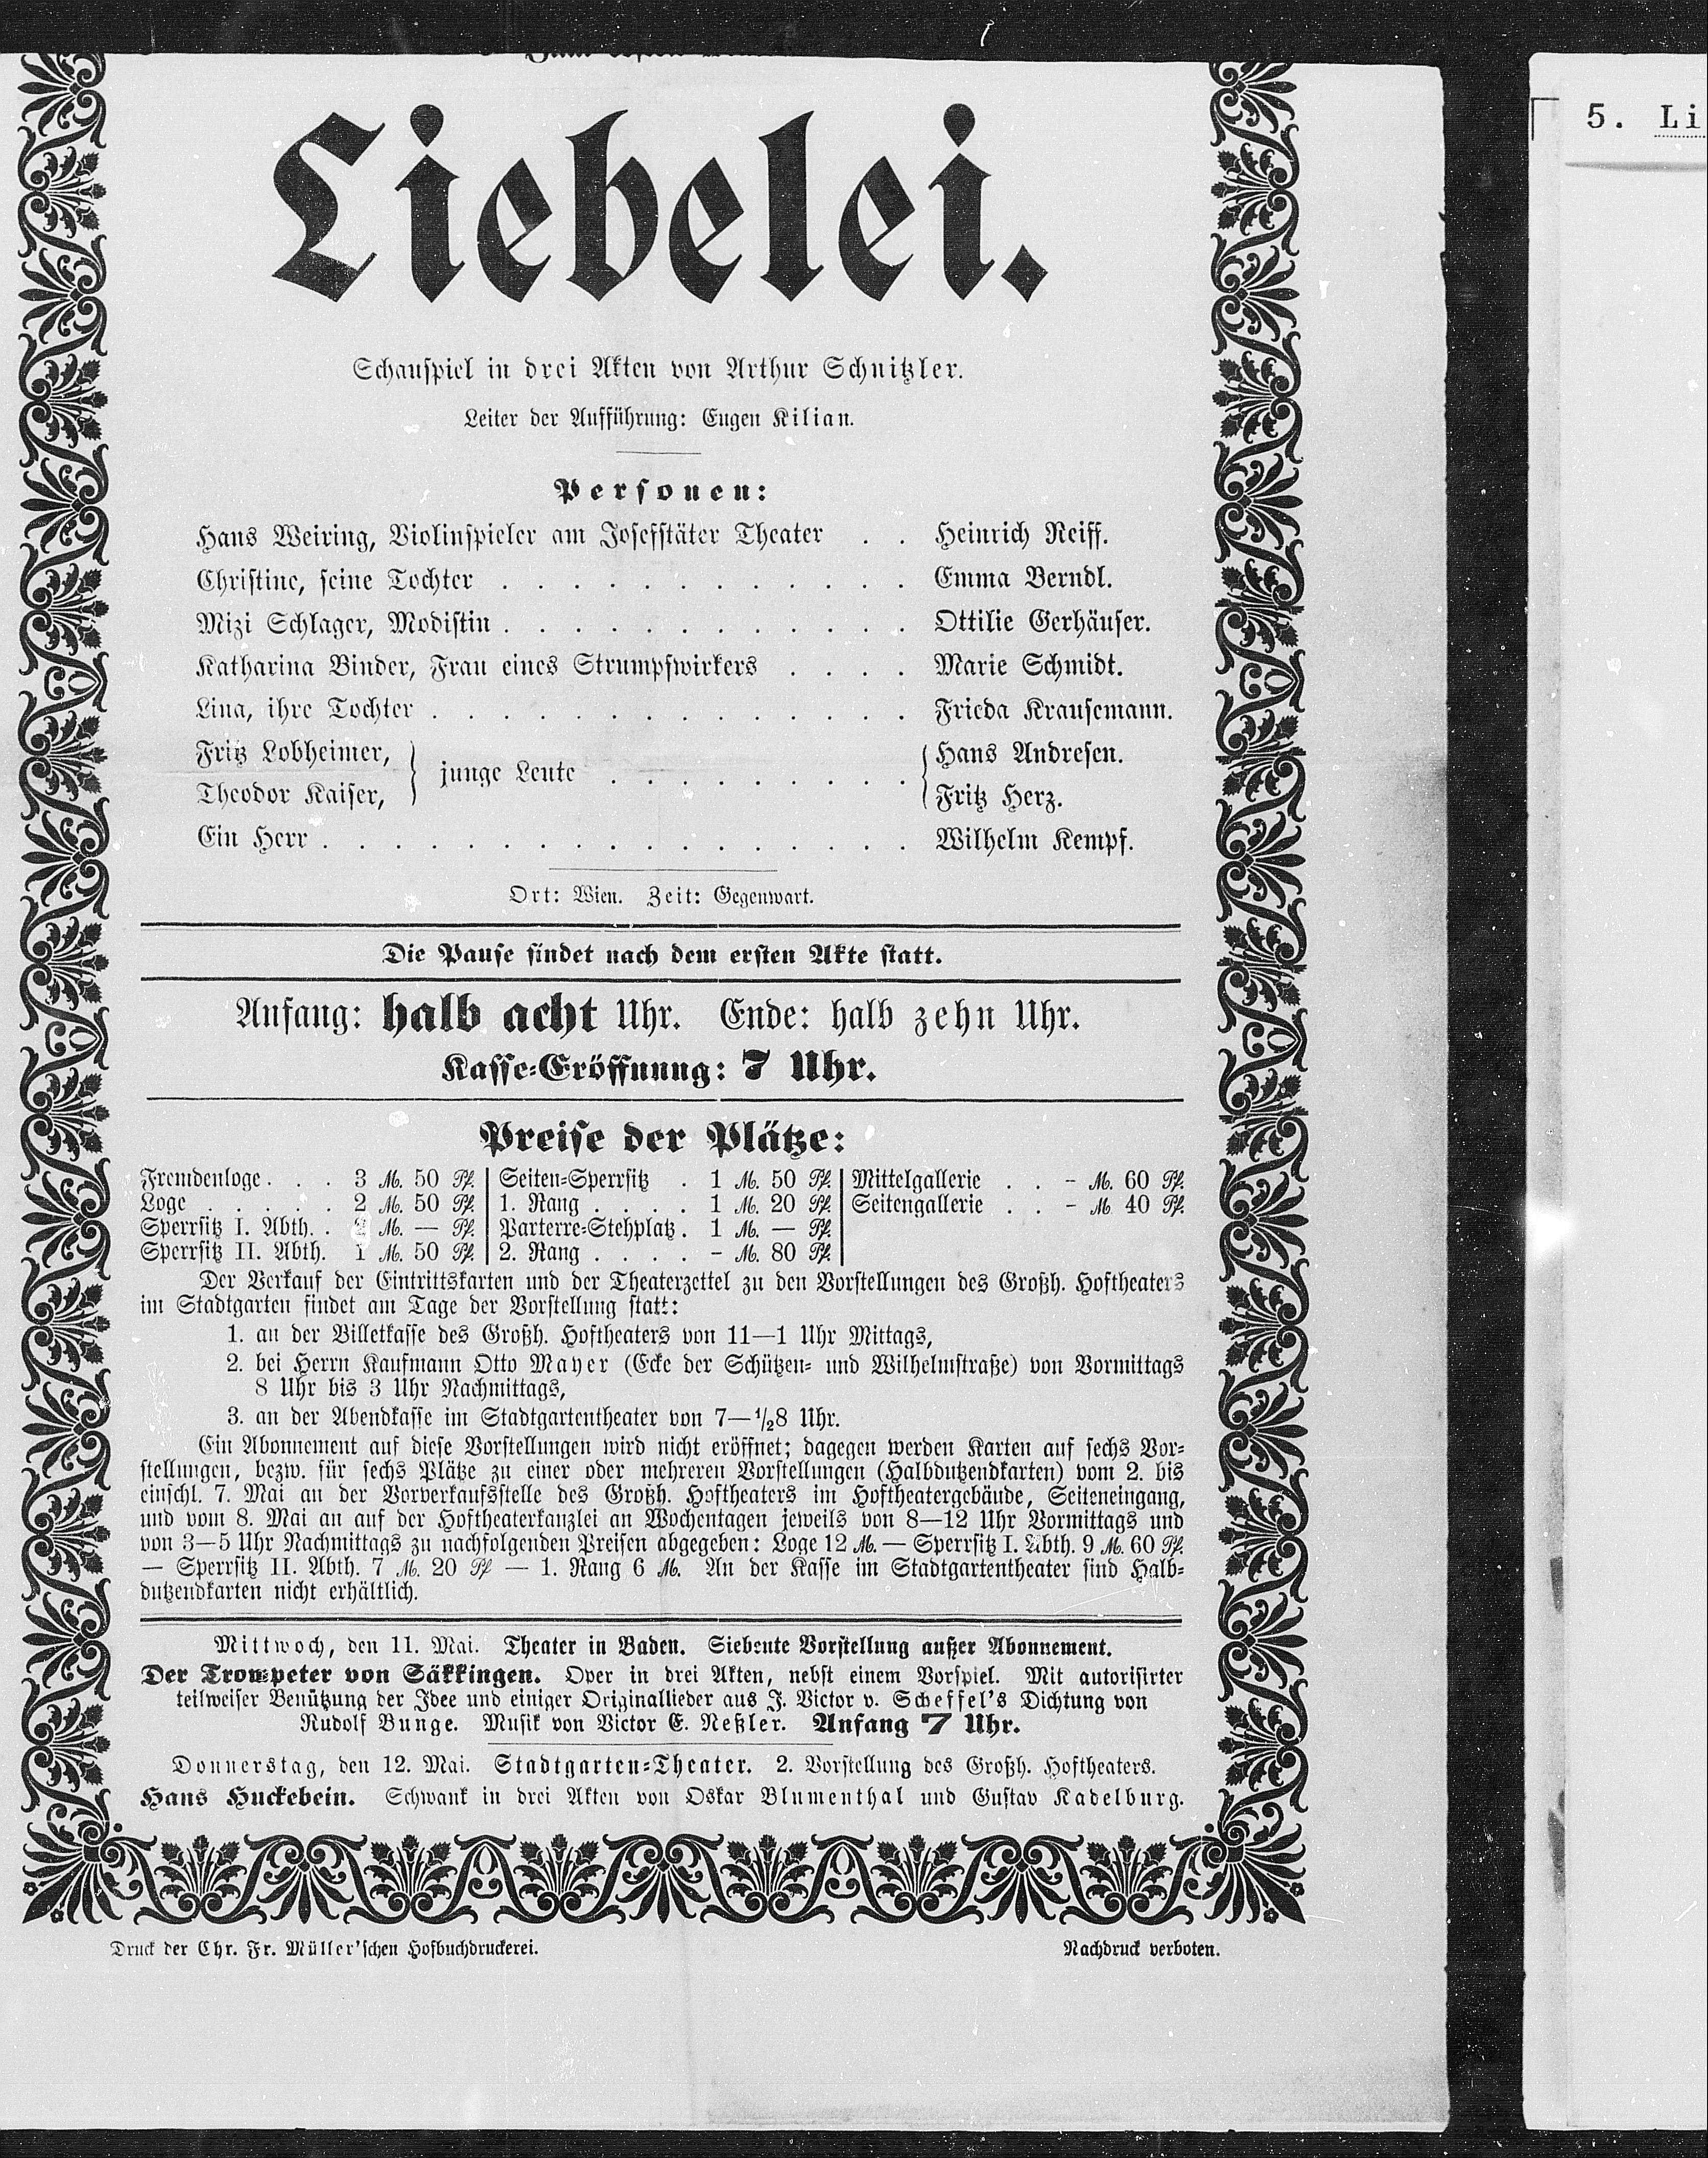 Zum ersten
Liebelei.
Schauspiel in drei Akten von Arthur Schnitzler.
Leiter der Aufführung: Eugen Kilian.
Personen:
Hans Weiring, Violinspieler am Josefstäter Theater . . Heinrich Reiff.
Christine, seine Tochter . . . . . . . . . . . . Emma Berndl.
Mizi Schlager, Modistin . . . . . . . . . . . . Ottilie Gerhäuser.
Katharina Binder, Frau eines Strumpfwirkers . . . . Marie Schmidt.
Lina, ihre Tochter . . . . . . . . . . . . . . Frieda Krausemann.
Fritz Lobheimer, } junge Leute . . . . . . . . . { Hans Andresen.
Theodor Kaiser, } { Fritz Herz.
Ein Herr . . . . . . . . . . . . . . . . . Wilhelm Kempf.
Ort: Wien. Zeit: Gegenwart.
Die Pause findet nach dem ersten Akte statt.
Anfang: halb acht Uhr. Ende: halb zehn Uhr.
Kasse-Eröffnung: 7 Uhr.
Preise der Plätze:
Fremdenloge . . . 3 M. 50 Pf. | Seiten-Sperrsitz . 1 M. 50 Pf. | Mittelgallerie . . - M. 60 Pf.
Loge . . . . . 2 M. 50 Pf. | 1. Rang . . . . 1 M. 20 Pf. | Seitengallerie . . - M. 40 Pf.
Sperrsitz I. Abth. . 2 M. — Pf. | Parterre-Stehplatz . 1 M. — Pf.
Sperrsitz II. Abth. 1 M. 50 Pf. | 2. Rang . . . . - M. 80 Pf.
Der Verkauf der Eintrittskarten und der Theaterzettel zu den Vorstellungen des Großh. Hoftheaters
im Stadtgarten findet am Tage der Vorstellung statt:
1. an der Billetkasse des Großh. Hoftheaters von 11—1 Uhr Mittags,
2. bei Herrn Kaufmann Otto Mayer (Ecke der Schützen- und Wilhelmstraße) von Vormittags
8 Uhr bis 3 Uhr Nachmittags,
3. an der Abendkasse im Stadtgartentheater von 7—1/28 Uhr.
Ein Abonnement auf diese Vorstellungen wird nicht eröffnet; dagegen werden Karten auf sechs Vor-
stellungen, bezw. für sechs Plätze zu einer oder mehreren Vorstellungen (Halbdutzendkarten) vom 2. bis
einschl. 7. Mai an der Vorverkaufsstelle des Großh. Hoftheaters im Hoftheatergebäude, Seiteneingang,
und vom 8. Mai an auf der Hoftheaterkanzlei an Wochentagen jeweils von 8—12 Uhr Vormittags und
von 3—5 Uhr Nachmittags zu nachfolgenden Preisen abgegeben: Loge 12 M. — Sperrsitz I. Abth. 9 M. 60 Pf.
— Sperrsitz II. Abth. 7 M. 20 Pf — 1. Rang 6 M. An der Kasse im Stadtgartentheater sind Halb-
dutzendkarten nicht erhältlich.
Mittwoch, den 11. Mai. Theater in Baden. Siebente Vorstellung außer Abonnement.
Der Trompeter von Säkkingen. Oper in drei Akten, nebst einem Vorspiel. Mit autorisirter
teilweiser Benützung der Idee und einiger Originallieder aus J. Victor v. Scheffel's Dichtung von
Rudolf Bunge. Musik von Victor E. Neßler. Anfang 7 Uhr.
Donnerstag, den 12. Mai. Stadtgarten-Theater. 2. Vorstellung des Großh. Hoftheaters.
Hans Huckebein. Schwank in drei Akten von Oskar Blumenthal und Gustav Kadelburg.
Druck der Chr. Fr. Müller'schen Hofbuchdruckerei. Nachdruck verboten.
5. Li